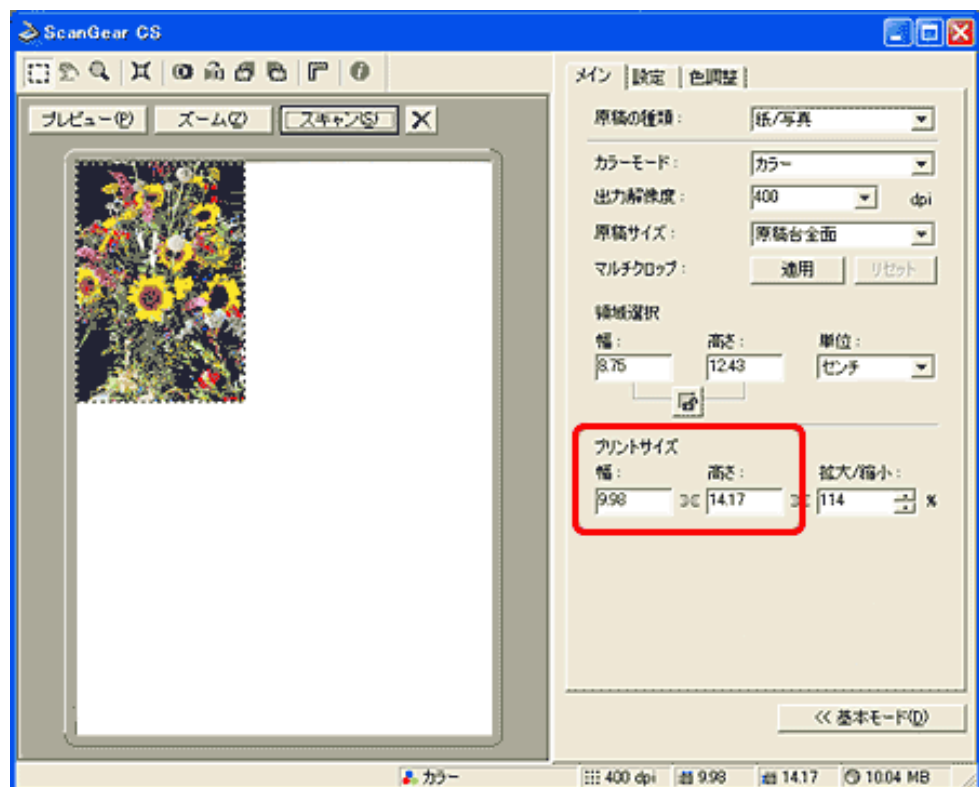 ScanGear CS
メイン 設定 色調整
プレビュー(P) ズーム(Z) スキャン(S)
原稿の種類： 紙/写真
カラーモード： カラー
出力解像度： 400 dpi
原稿サイズ： 原稿台全面
マルチクロップ： 適用 リセット
領域選択
幅： 高さ： 単位：
8.75 12.43 センチ
プリントサイズ
幅： 高さ： 拡大/縮小：
9.98 14.17 114 %
<< 基本モード(D)
カラー 400 dpi 9.98 14.17 10.04 MB